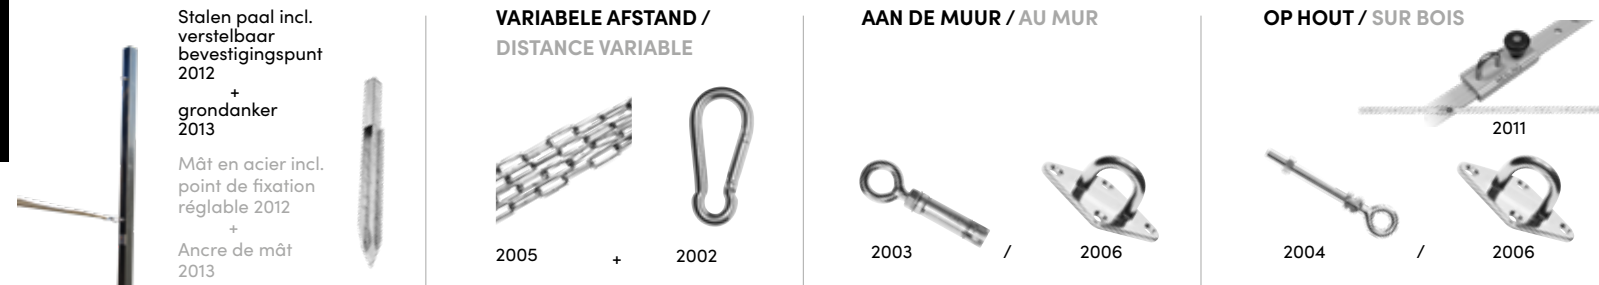 Stalen paal incl.
verstelbaar
bevestigingspunt
2012
+
grondanker
2013
Mât en acier incl.
point de fixation
réglable 2012
+
Ancre de mât
2013
VARIABELE AFSTAND /
DISTANCE VARIABLE
2005 + 2002
AAN DE MUUR / AU MUR
2003 / 2006
OP HOUT / SUR BOIS
2011
2004 / 2006